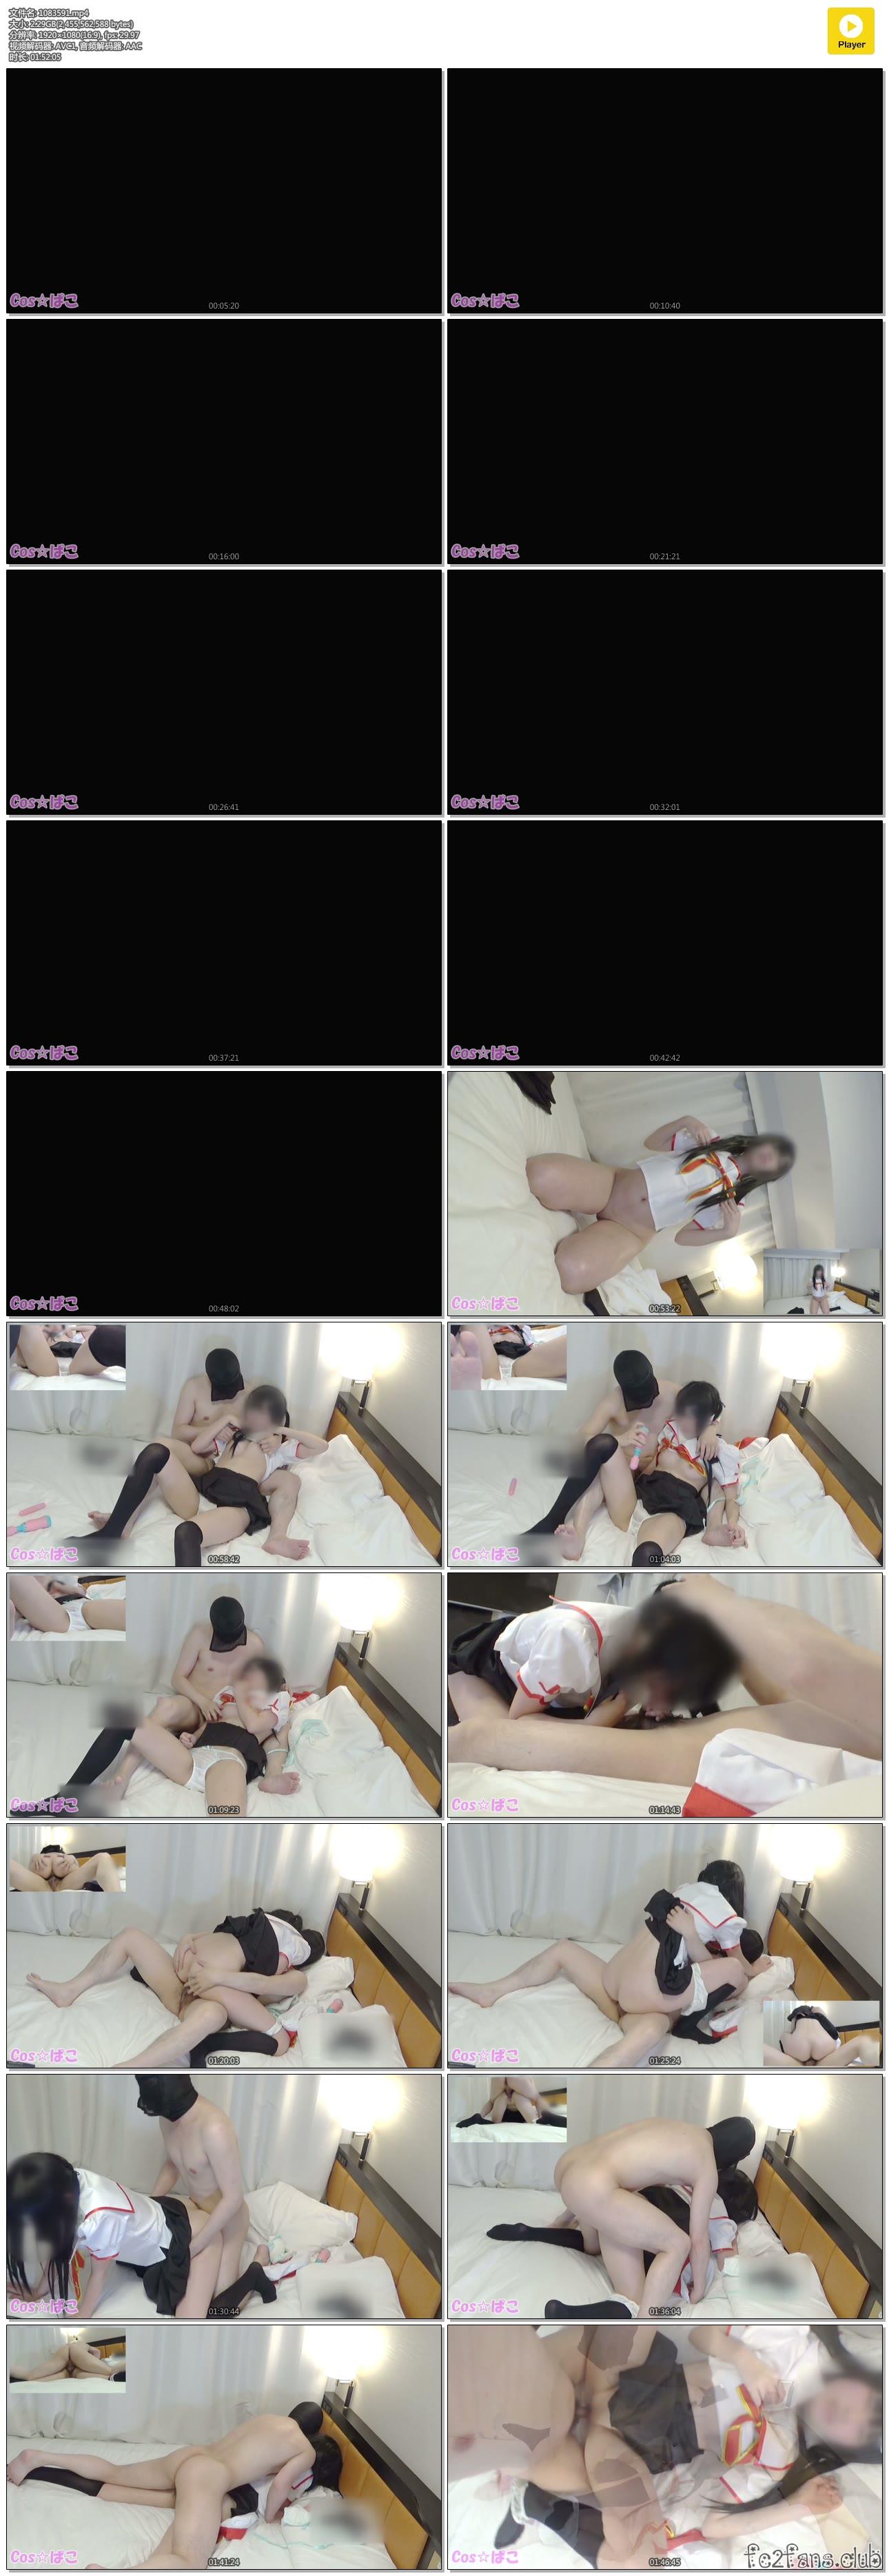 文件名: 1083591.mp4
大小: 2.29GB(2,455,562,588 bytes)
分辨率: 1920×1080(16:9), fps: 29.97
视频解码器: AVC1, 音频解码器: AAC
时长: 01:52:05
Player
Cos☆ぱこ 00:05:20
Cos☆ぱこ 00:10:40
Cos☆ぱこ 00:16:00
Cos☆ぱこ 00:21:21
Cos☆ぱこ 00:26:41
Cos☆ぱこ 00:32:01
Cos☆ぱこ 00:37:21
Cos☆ぱこ 00:42:42
Cos☆ぱこ 00:48:02
Cos☆ぱこ 00:53:22
Cos☆ぱこ 00:58:42
Cos☆ぱこ 01:04:03
Cos☆ぱこ 01:09:23
Cos☆ぱこ 01:14:43
Cos☆ぱこ 01:20:03
Cos☆ぱこ 01:25:24
Cos☆ぱこ 01:30:44
Cos☆ぱこ 01:36:04
Cos☆ぱこ 01:41:24
Cos☆ぱこ 01:46:45
fc2fans.club